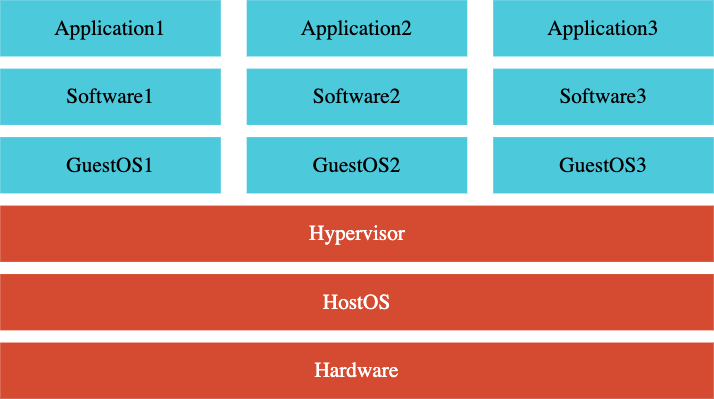 Application1 Application2 Application3
Software1 Software2 Software3
GuestOS1 GuestOS2 GuestOS3
Hypervisor
HostOS
Hardware